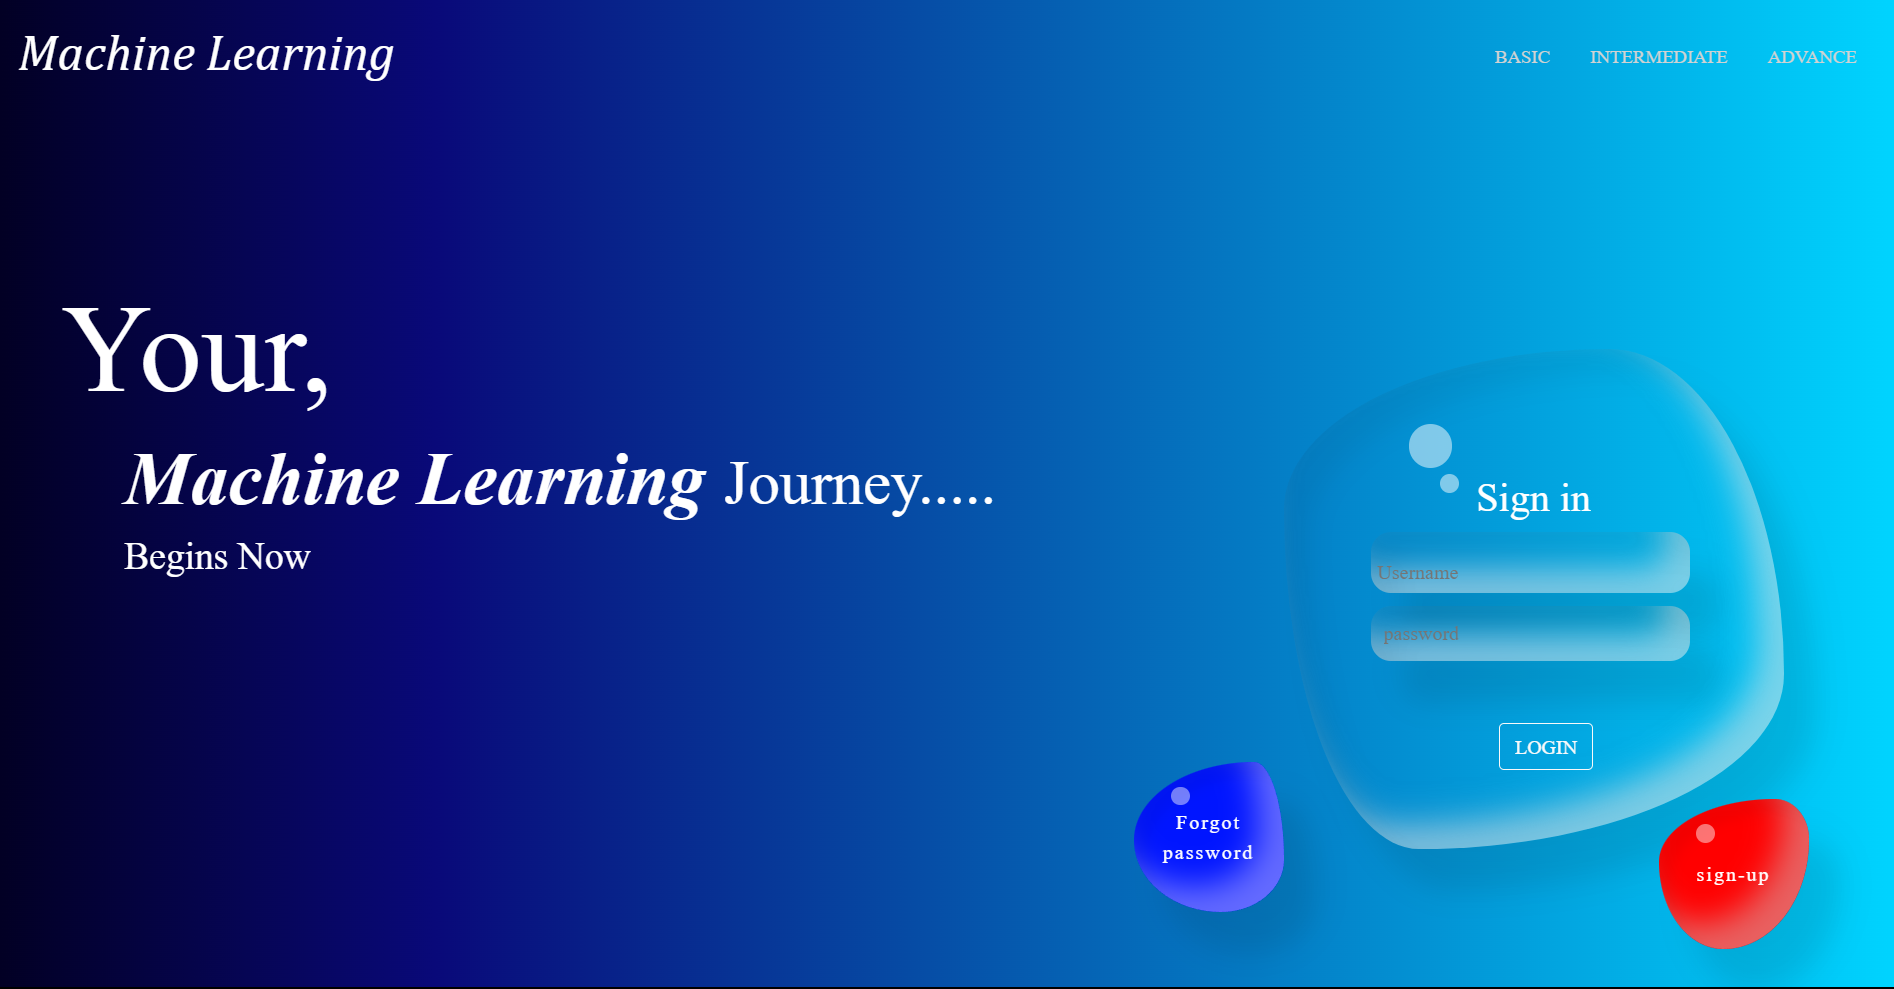 Machine Learning
BASIC INTERMEDIATE ADVANCE
Your,
Machine Learning Journey.....
Begins Now
Sign in
Username
password
LOGIN
Forgot
password
sign-up